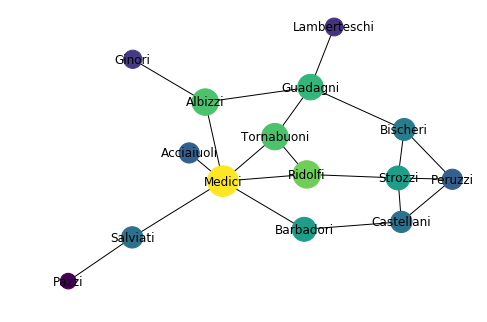 Lamberteschi
Ginori
Guadagni
Albizzi
Bischeri
Tornabuoni
Acciaiuoli
Ridolfi
Strozzi
Peruzzi
Medici
Castellani
Barbadori
Salviati
Pazzi